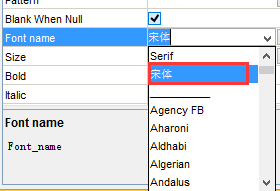 Pattern
Blank When Null
Font name 宋体
Size Serif
Bold 宋体
Italic
Agency FB
Aharoni
Aldhabi
Algerian
Andalus
Font name
Font_name